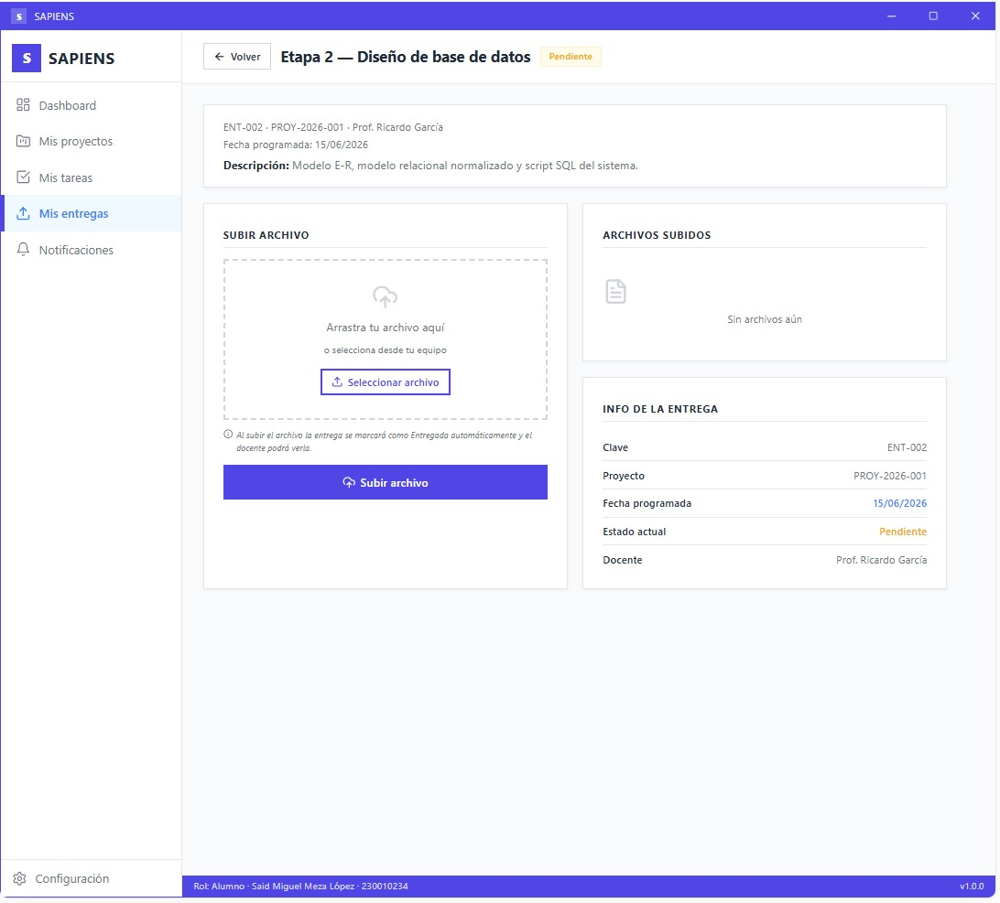 S SAPIENS
S SAPIENS
Dashboard
Mis proyectos
Mis tareas
Mis entregas
Notificaciones
Configuración
Volver
Etapa 2 — Diseño de base de datos
Pendiente
ENT-002 · PROY-2026-001 · Prof. Ricardo García
Fecha programada: 15/06/2026
Descripción: Modelo E-R, modelo relacional normalizado y script SQL del sistema.
SUBIR ARCHIVO
Arrastra tu archivo aquí
o selecciona desde tu equipo
Seleccionar archivo
Al subir el archivo la entrega se marcará como Entregada automáticamente y el
docente podrá verla.
Subir archivo
ARCHIVOS SUBIDOS
Sin archivos aún
INFO DE LA ENTREGA
Clave ENT-002
Proyecto PROY-2026-001
Fecha programada 15/06/2026
Estado actual Pendiente
Docente Prof. Ricardo García
Rol: Alumno · Said Miguel Meza López · 230010234
v1.0.0